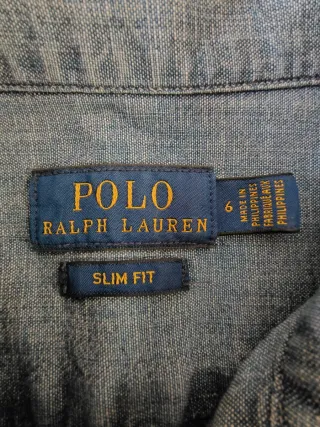 POLO
RALPH LAUREN
6
MADE IN
PHILIPPINES
FABRIQUÉ AUX
PHILIPPINES
SLIM FIT